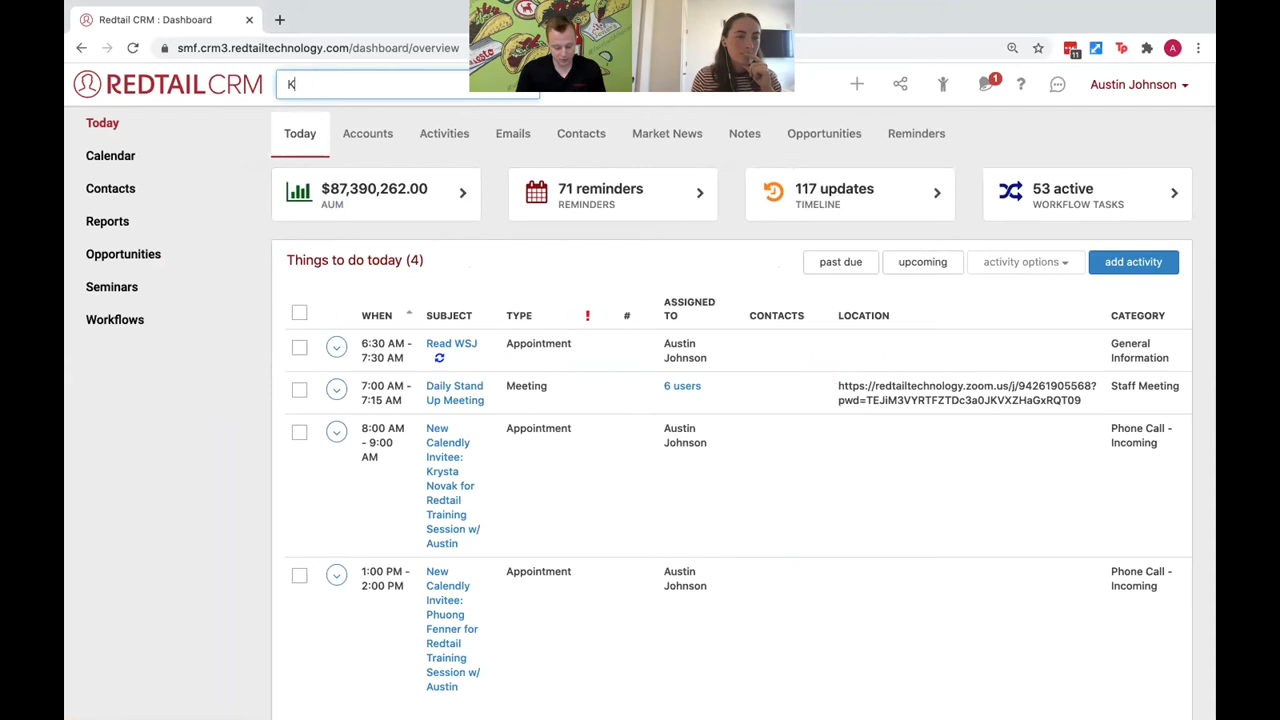 Redtail CRM : Dashboard
smf.crm3.redtailtechnology.com/dashboard/overview
11
A
REDTAILCRM
K
1
?
Austin Johnson
Today
Calendar
Contacts
Reports
Opportunities
Seminars
Workflows
Today Accounts Activities Emails Contacts Market News Notes Opportunities Reminders
$87,390,262.00
AUM
71 reminders
REMINDERS
117 updates
TIMELINE
53 active
WORKFLOW TASKS
Things to do today (4)
past due
upcoming
activity options
add activity
WHEN SUBJECT TYPE ! # ASSIGNED TO CONTACTS LOCATION CATEGORY
6:30 AM -
7:30 AM
Read WSJ
Appointment
Austin
Johnson
General
Information
7:00 AM -
7:15 AM
Daily Stand
Up Meeting
Meeting
6 users
https://redtailtechnology.zoom.us/j/94261905568?
pwd=TEJiM3VYRTFZTDc3a0JKVXZHaGxRQT09
Staff Meeting
8:00 AM
- 9:00
AM
New
Calendly
Invitee:
Krysta
Novak for
Redtail
Training
Session w/
Austin
Appointment
Austin
Johnson
Phone Call -
Incoming
1:00 PM -
2:00 PM
New
Calendly
Invitee:
Phuong
Fenner for
Redtail
Training
Session w/
Austin
Appointment
Austin
Johnson
Phone Call -
Incoming